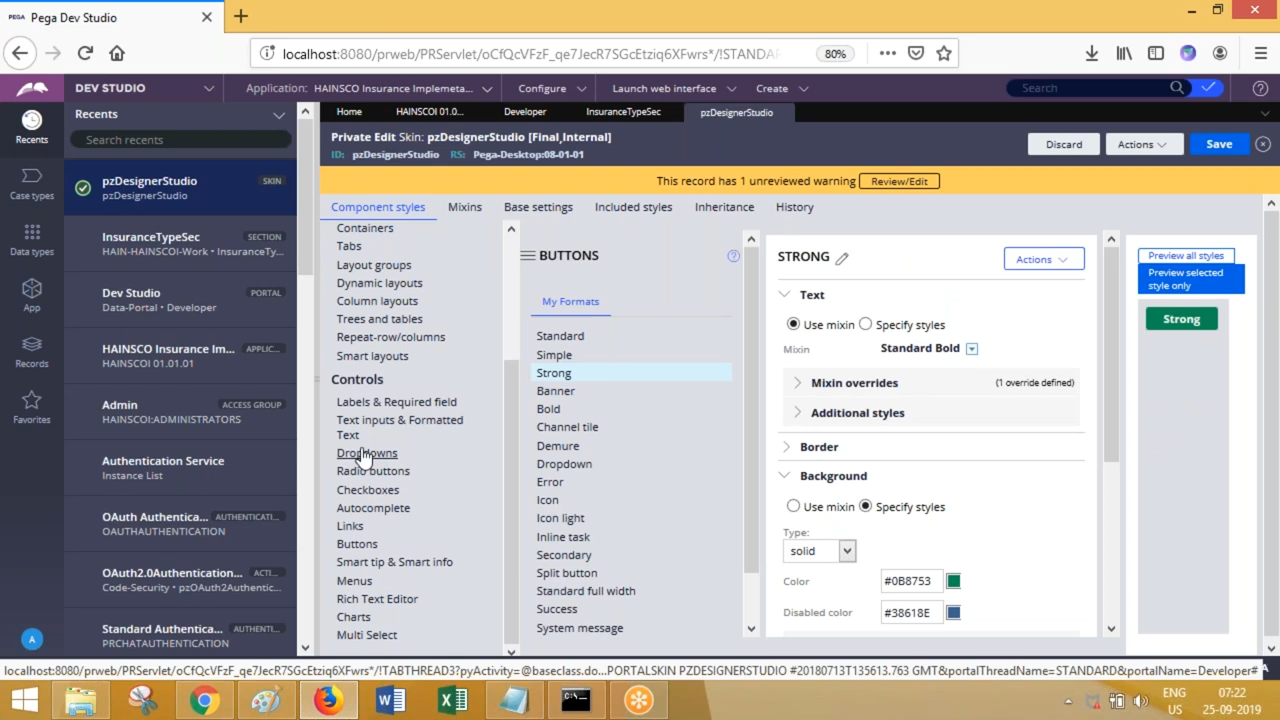 PEGA Pega Dev Studio
localhost:8080/prweb/PRServlet/oCfQcVFzF_qe7JecR7SGcEtziq6XFwrs*/!STANDAR
80%
DEV STUDIO
Application: HAINSCO Insurance Implemeta...
Configure
Launch web interface
Create
Search
Recents
Case types
Data types
App
Records
Favorites
A
Recents
Search recents
pzDesignerStudio SKIN
pzDesignerStudio
InsuranceTypeSec SECTION
HAIN-HAINSCOI-Work • InsuranceTy...
Dev Studio PORTAL
Data-Portal • Developer
HAINSCO Insurance Im... APPLIC...
HAINSCOI 01.01.01
Admin ACCESS GROUP
HAINSCOI:ADMINISTRATORS
Authentication Service
Instance List
OAuth Authentica... AUTHENTICATI...
OAUTHAUTHENTICATION
OAuth2.0Authentication... ACTI...
Code-Security • pzOAuth2Authentic...
Standard Authentica... AUTHENTI...
PRCHATAUTHENTICATION
Home
HAINSCOI 01.0...
Developer
InsuranceTypeSec
pzDesignerStudio
Private Edit Skin: pzDesignerStudio [Final,Internal]
ID: pzDesignerStudio RS: Pega-Desktop:08-01-01
Discard
Actions
Save
This record has 1 unreviewed warning Review/Edit
Component styles
Mixins
Base settings
Included styles
Inheritance
History
Containers
Tabs
Layout groups
Dynamic layouts
Column layouts
Trees and tables
Repeat-row/columns
Smart layouts
Controls
Labels & Required field
Text inputs & Formatted
Text
Dropdowns
Radio buttons
Checkboxes
Autocomplete
Links
Buttons
Smart tip & Smart info
Menus
Rich Text Editor
Charts
Multi Select
BUTTONS
My Formats
Standard
Simple
Strong
Banner
Bold
Channel tile
Demure
Dropdown
Error
Icon
Icon light
Inline task
Secondary
Split button
Standard full width
Success
System message
STRONG
Actions
Text
Use mixin Specify styles
Mixin Standard Bold
Mixin overrides (1 override defined)
Additional styles
Border
Background
Use mixin Specify styles
Type:
solid
Color #0B8753
Disabled color #38618E
Preview all styles
Preview selected
style only
Strong
localhost:8080/prweb/PRServlet/oCfQcVFzF_qe7JecR7SGcEtziq6XFwrs*/!TABTHREAD3?pyActivity=@baseclass.do...PORTALSKIN PZDESIGNERSTUDIO #20180713T135613.763 GMT&portalThreadName=STANDARD&portalName=Developer#
ENG
US
07:22
25-09-2019